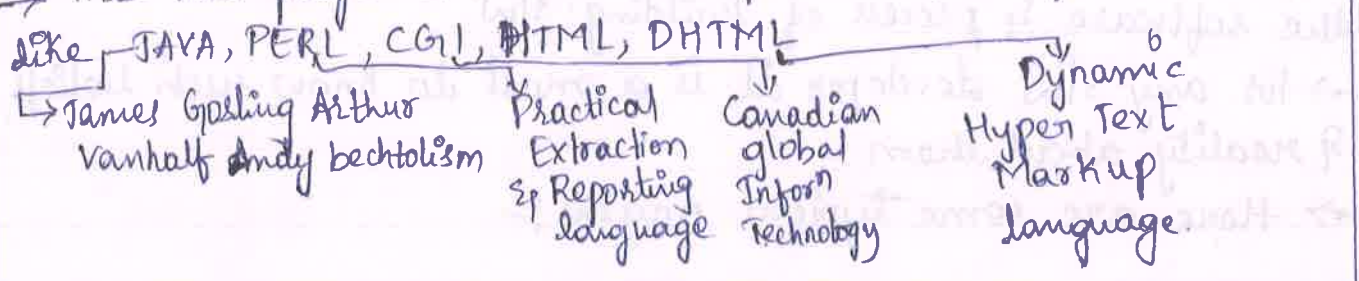 like JAVA, PERL, CGI, HTML, DHTML
James Gosling Arthur
Vanhalf Andy bechtolism
Practical
Extraction
& Reporting
language
Canadian
global
Inforn
Technology
Dynamic
Hyper Text
Markup
language.